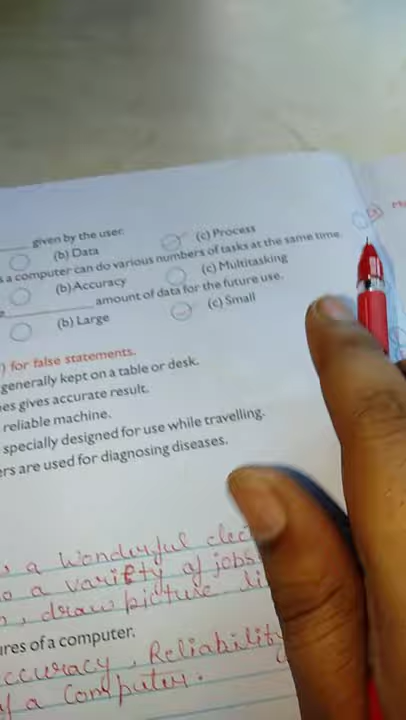 given by the user.
(b) Data
(c) Process
s a computer can do various numbers of tasks at the same time.
(b) Accuracy
(c) Multitasking
amount of data for the future use.
(b) Large
(c) Small
) for false statements.
generally kept on a table or desk.
es gives accurate result.
reliable machine.
specially designed for use while travelling.
ers are used for diagnosing diseases.
a wonderful elec
o a variety of jobs
, draw picture di
ures of a computer.
ccuracy, Reliability
of a Computer.